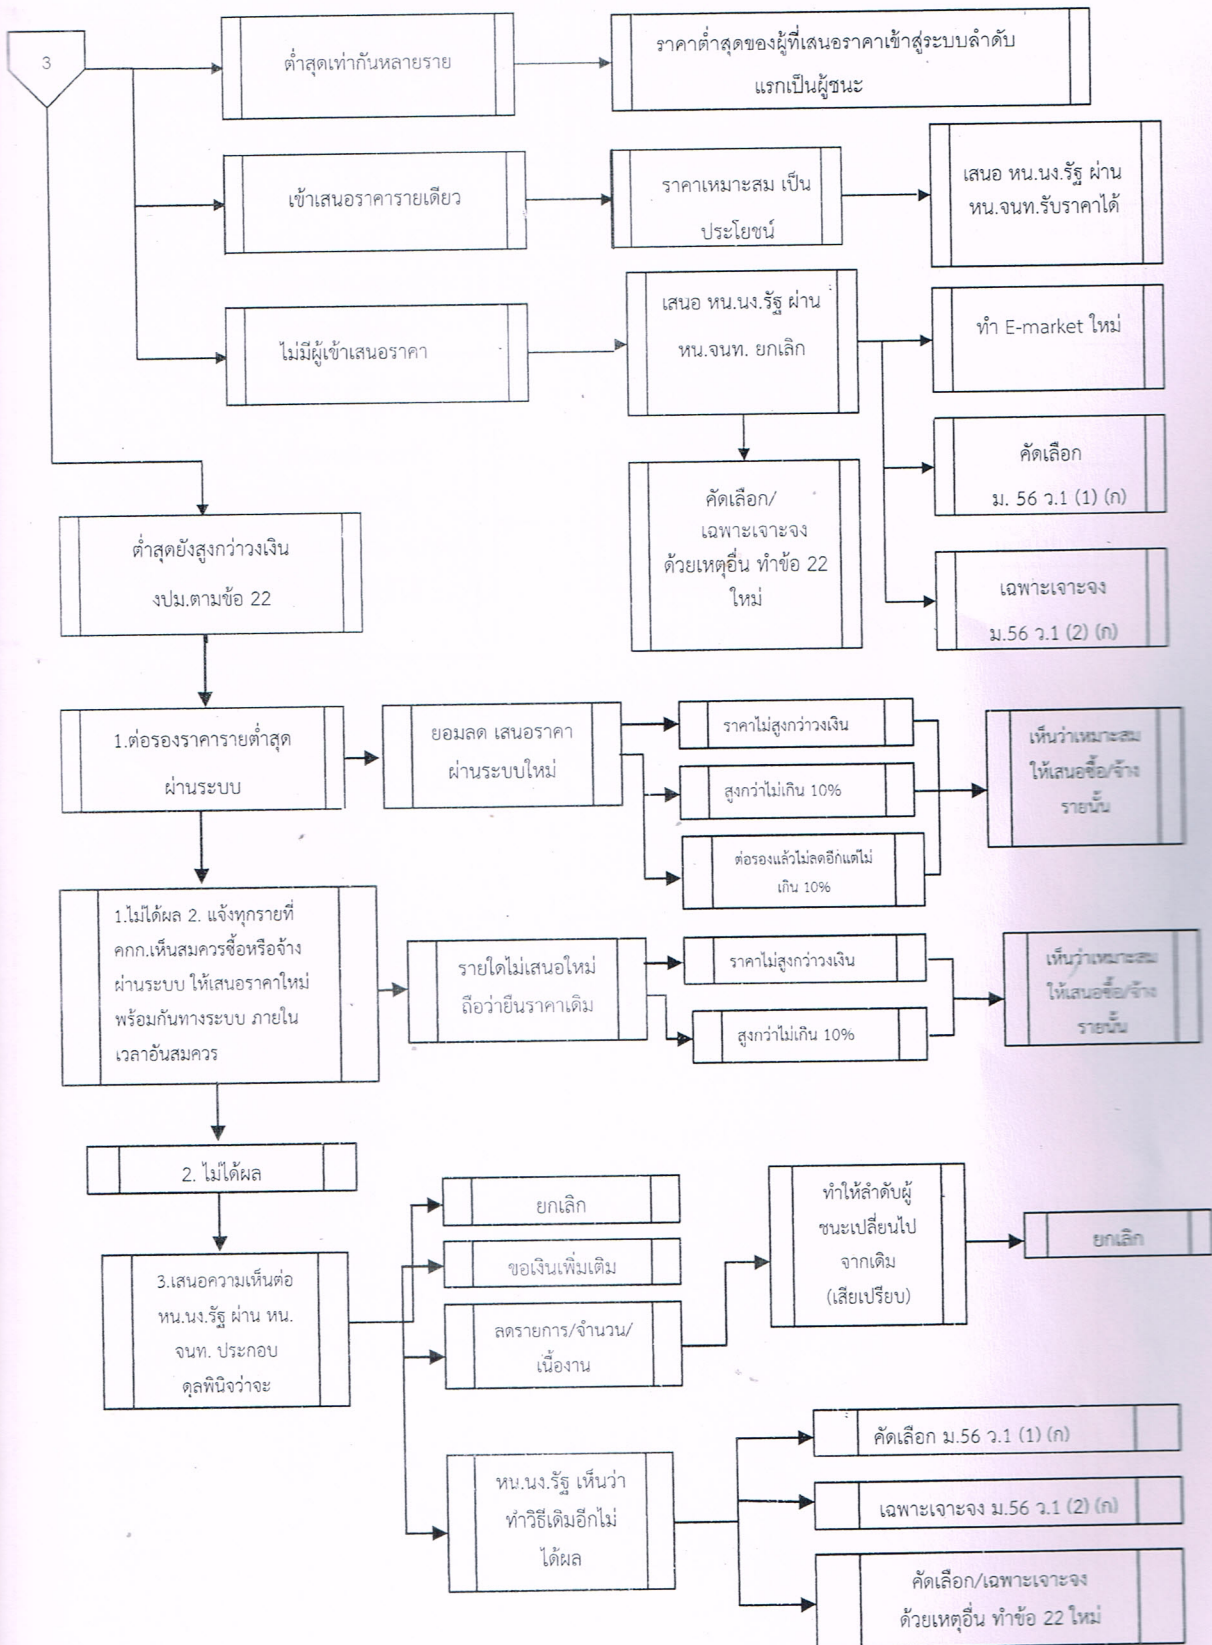 3
ต่ำสุดเท่ากันหลายราย
ราคาต่ำสุดของผู้ที่เสนอราคาเข้าสู่ระบบลำดับ
แรกเป็นผู้ชนะ
เข้าเสนอราคารายเดียว
ราคาเหมาะสม เป็น
ประโยชน์
เสนอ หน.นง.รัฐ ผ่าน
หน.จนท.รับราคาได้
ไม่มีผู้เข้าเสนอราคา
เสนอ หน.นง.รัฐ ผ่าน
หน.จนท. ยกเลิก
ทำ E-market ใหม่
คัดเลือก
ม. 56 ว.1 (1) (ก)
เฉพาะเจาะจง
ม.56 ว.1 (2) (ก)
คัดเลือก/
เฉพาะเจาะจง
ด้วยเหตุอื่น ทำข้อ 22
ใหม่
ต่ำสุดยังสูงกว่าวงเงิน
งปม.ตามข้อ 22
1.ต่อรองราคารายต่ำสุด
ผ่านระบบ
ยอมลด เสนอราคา
ผ่านระบบใหม่
ราคาไม่สูงกว่าวงเงิน
สูงกว่าไม่เกิน 10%
ต่อรองแล้วไม่ลดอีกแต่ไม่
เกิน 10%
เห็นว่าเหมาะสม
ให้เสนอซื้อ/จ้าง
รายนั้น
1.ไม่ได้ผล 2. แจ้งทุกรายที่
คกก.เห็นสมควรซื้อหรือจ้าง
ผ่านระบบ ให้เสนอราคาใหม่
พร้อมกันทางระบบ ภายใน
เวลาอันสมควร
รายใดไม่เสนอใหม่
ถือว่ายืนราคาเดิม
ราคาไม่สูงกว่าวงเงิน
สูงกว่าไม่เกิน 10%
เห็นว่าเหมาะสม
ให้เสนอซื้อ/จ้าง
รายนั้น
2. ไม่ได้ผล
3.เสนอความเห็นต่อ
หน.นง.รัฐ ผ่าน หน.
จนท. ประกอบ
ดุลพินิจว่าจะ
ยกเลิก
ขอเงินเพิ่มเติม
ลดรายการ/จำนวน/
เนื้องาน
ทำให้ลำดับผู้
ชนะเปลี่ยนไป
จากเดิม
(เสียเปรียบ)
ยกเลิก
หน.นง.รัฐ เห็นว่า
ทำวิธีเดิมอีกไม่
ได้ผล
คัดเลือก ม.56 ว.1 (1) (ก)
เฉพาะเจาะจง ม.56 ว.1 (2) (ก)
คัดเลือก/เฉพาะเจาะจง
ด้วยเหตุอื่น ทำข้อ 22 ใหม่